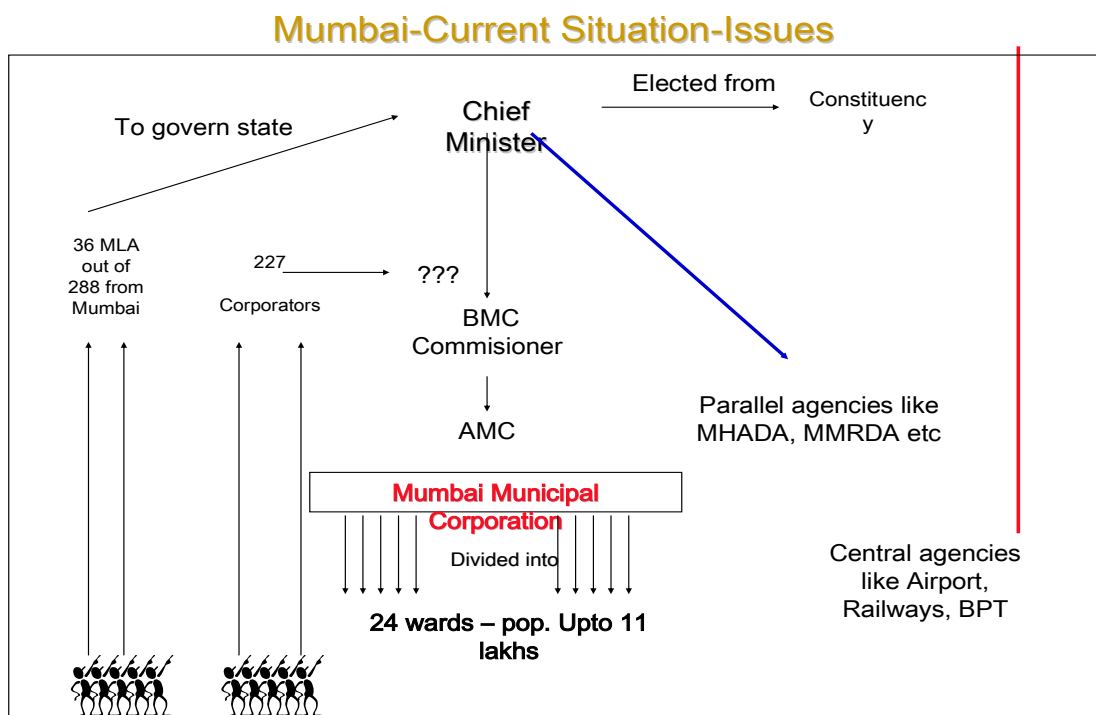 Mumbai-Current Situation-Issues
Elected from
Chief
Minister
Constituenc
y
To govern state
36 MLA
out of
288 from
Mumbai
227
Corporators
???
BMC
Commisioner
AMC
Parallel agencies like
MHADA, MMRDA etc
Mumbai Municipal
Corporation
Divided into
24 wards – pop. Upto 11
lakhs
Central agencies
like Airport,
Railways, BPT